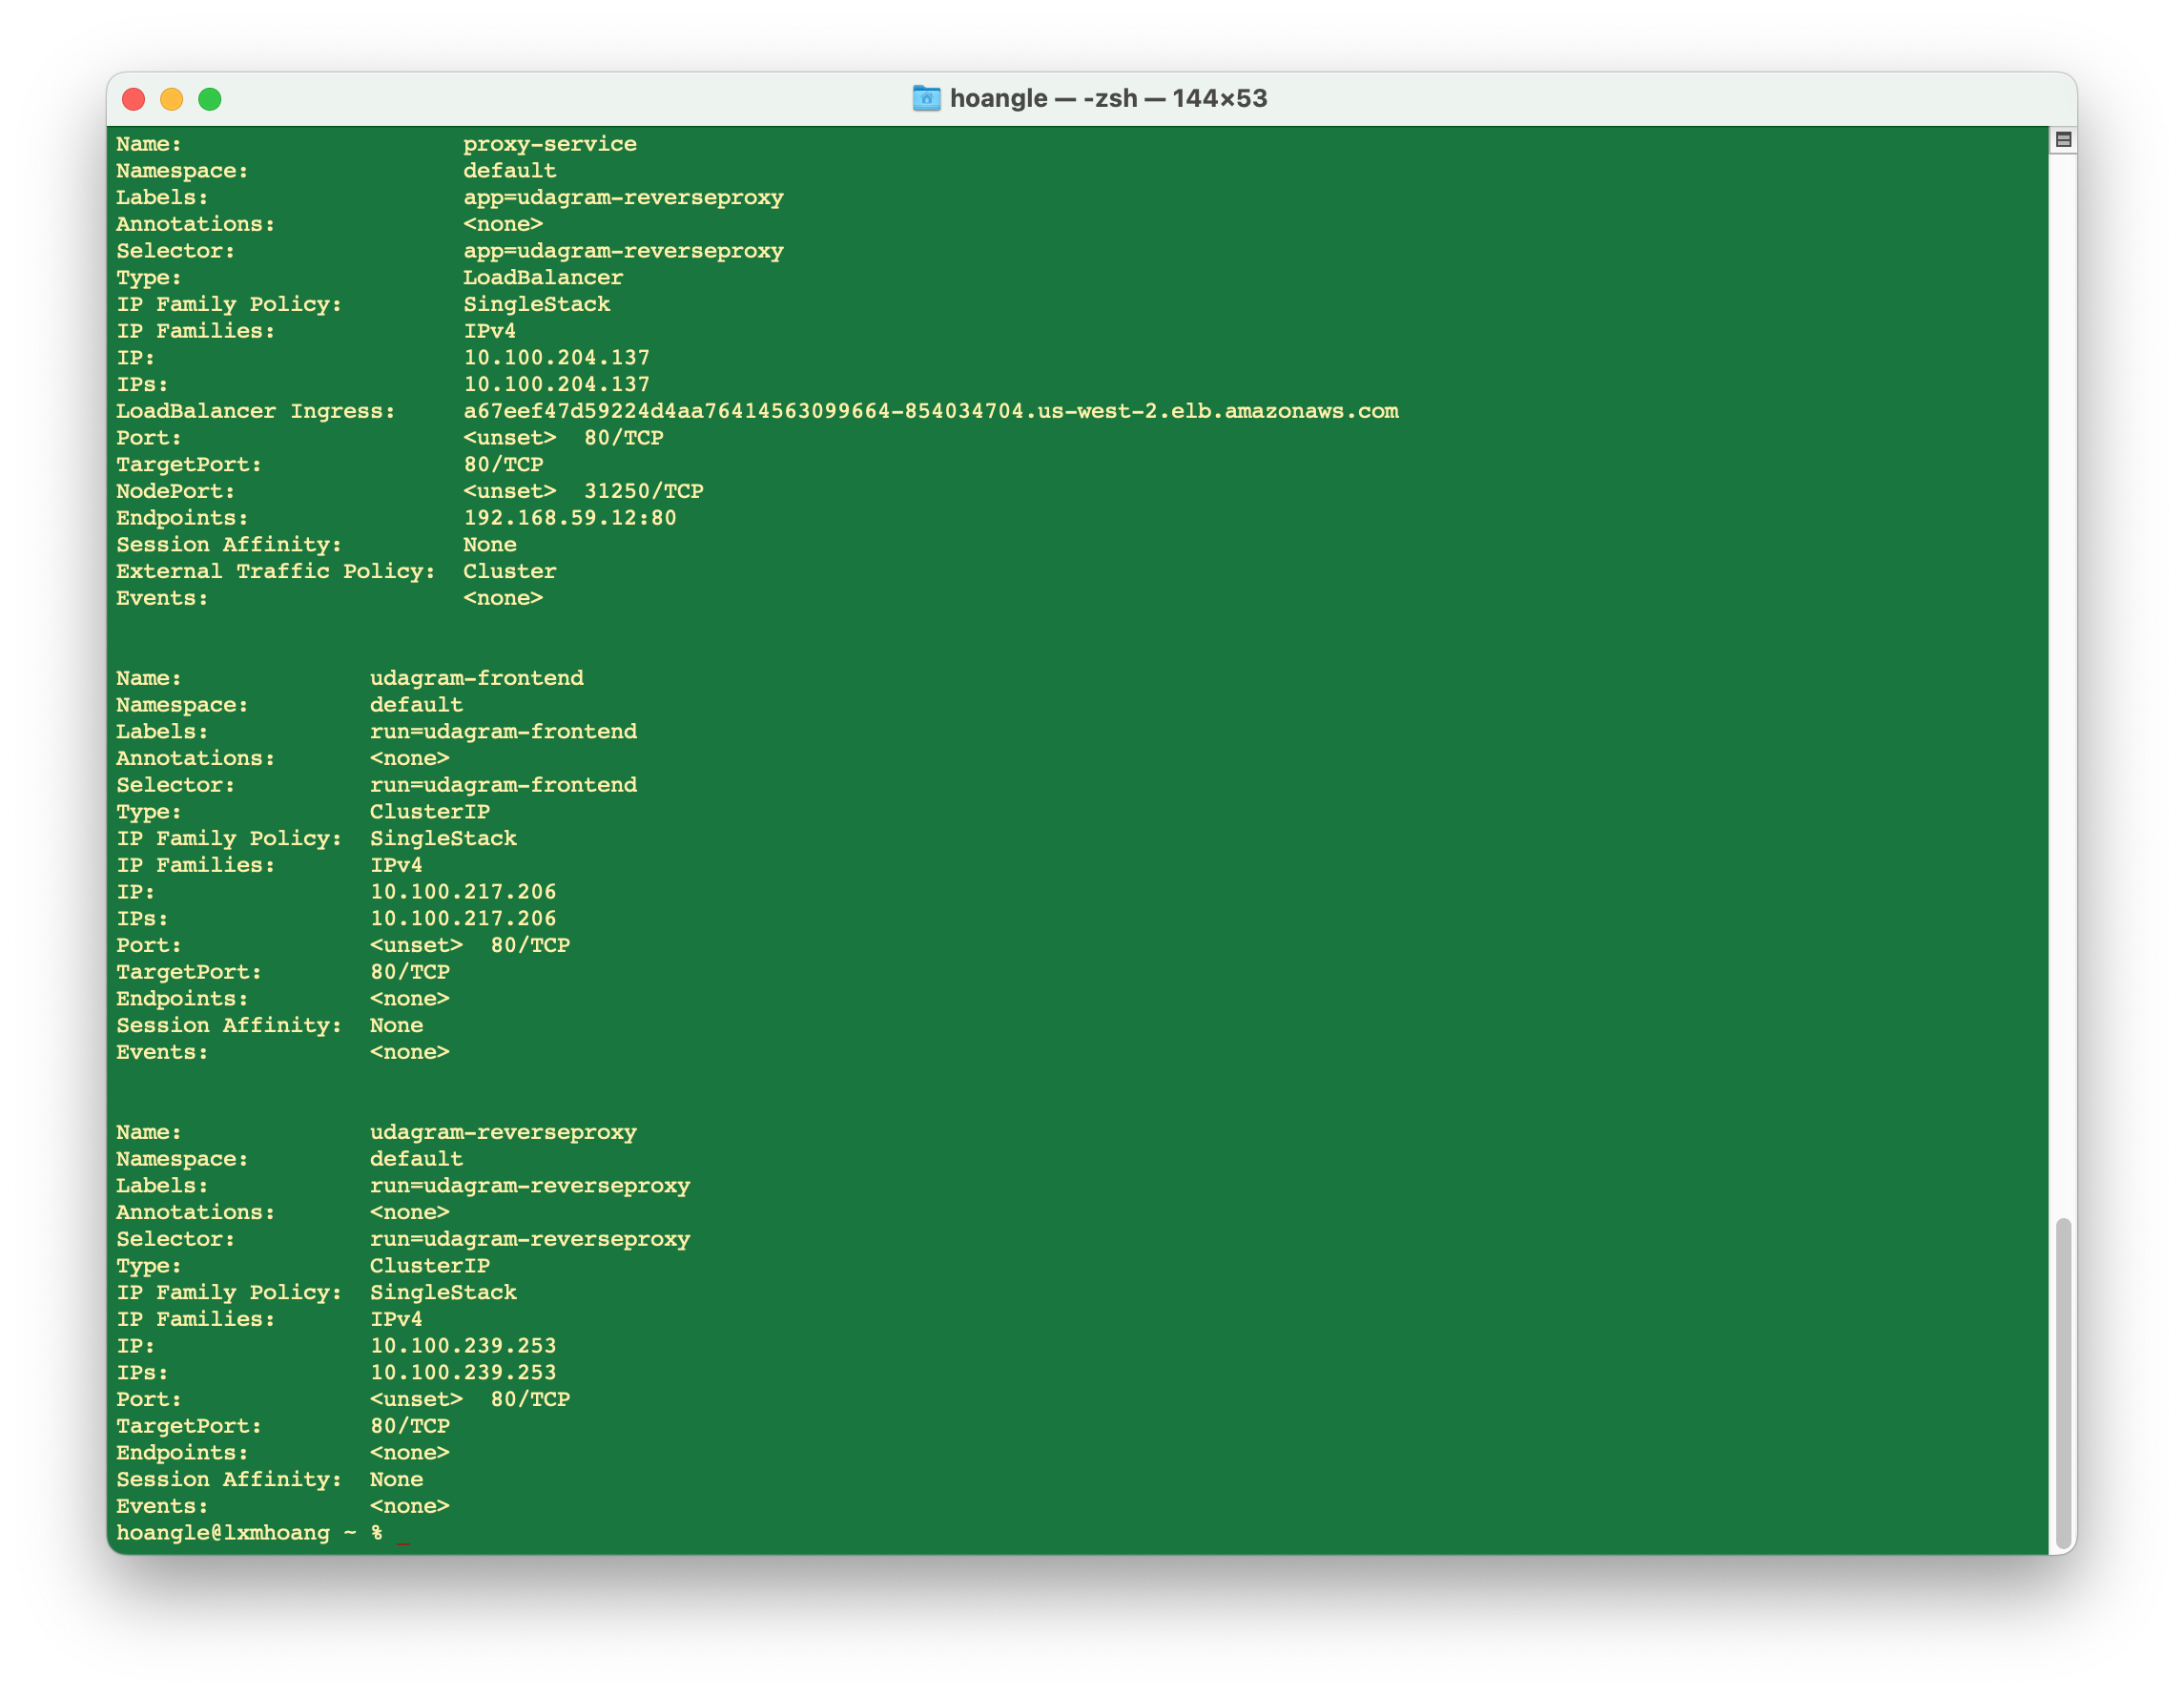 hoangle — -zsh — 144×53
Name:                     proxy-service
Namespace:                default
Labels:                   app=udagram-reverseproxy
Annotations:              <none>
Selector:                 app=udagram-reverseproxy
Type:                     LoadBalancer
IP Family Policy:         SingleStack
IP Families:              IPv4
IP:                       10.100.204.137
IPs:                      10.100.204.137
LoadBalancer Ingress:     a67eef47d59224d4aa76414563099664-854034704.us-west-2.elb.amazonaws.com
Port:                     <unset>  80/TCP
TargetPort:               80/TCP
NodePort:                 <unset>  31250/TCP
Endpoints:                192.168.59.12:80
Session Affinity:         None
External Traffic Policy:  Cluster
Events:                   <none>
Name:              udagram-frontend
Namespace:         default
Labels:            run=udagram-frontend
Annotations:       <none>
Selector:          run=udagram-frontend
Type:              ClusterIP
IP Family Policy:  SingleStack
IP Families:       IPv4
IP:                10.100.217.206
IPs:               10.100.217.206
Port:              <unset>  80/TCP
TargetPort:        80/TCP
Endpoints:         <none>
Session Affinity:  None
Events:            <none>
Name:              udagram-reverseproxy
Namespace:         default
Labels:            run=udagram-reverseproxy
Annotations:       <none>
Selector:          run=udagram-reverseproxy
Type:              ClusterIP
IP Family Policy:  SingleStack
IP Families:       IPv4
IP:                10.100.239.253
IPs:               10.100.239.253
Port:              <unset>  80/TCP
TargetPort:        80/TCP
Endpoints:         <none>
Session Affinity:  None
Events:            <none>
hoangle@lxmhoang ~ % _